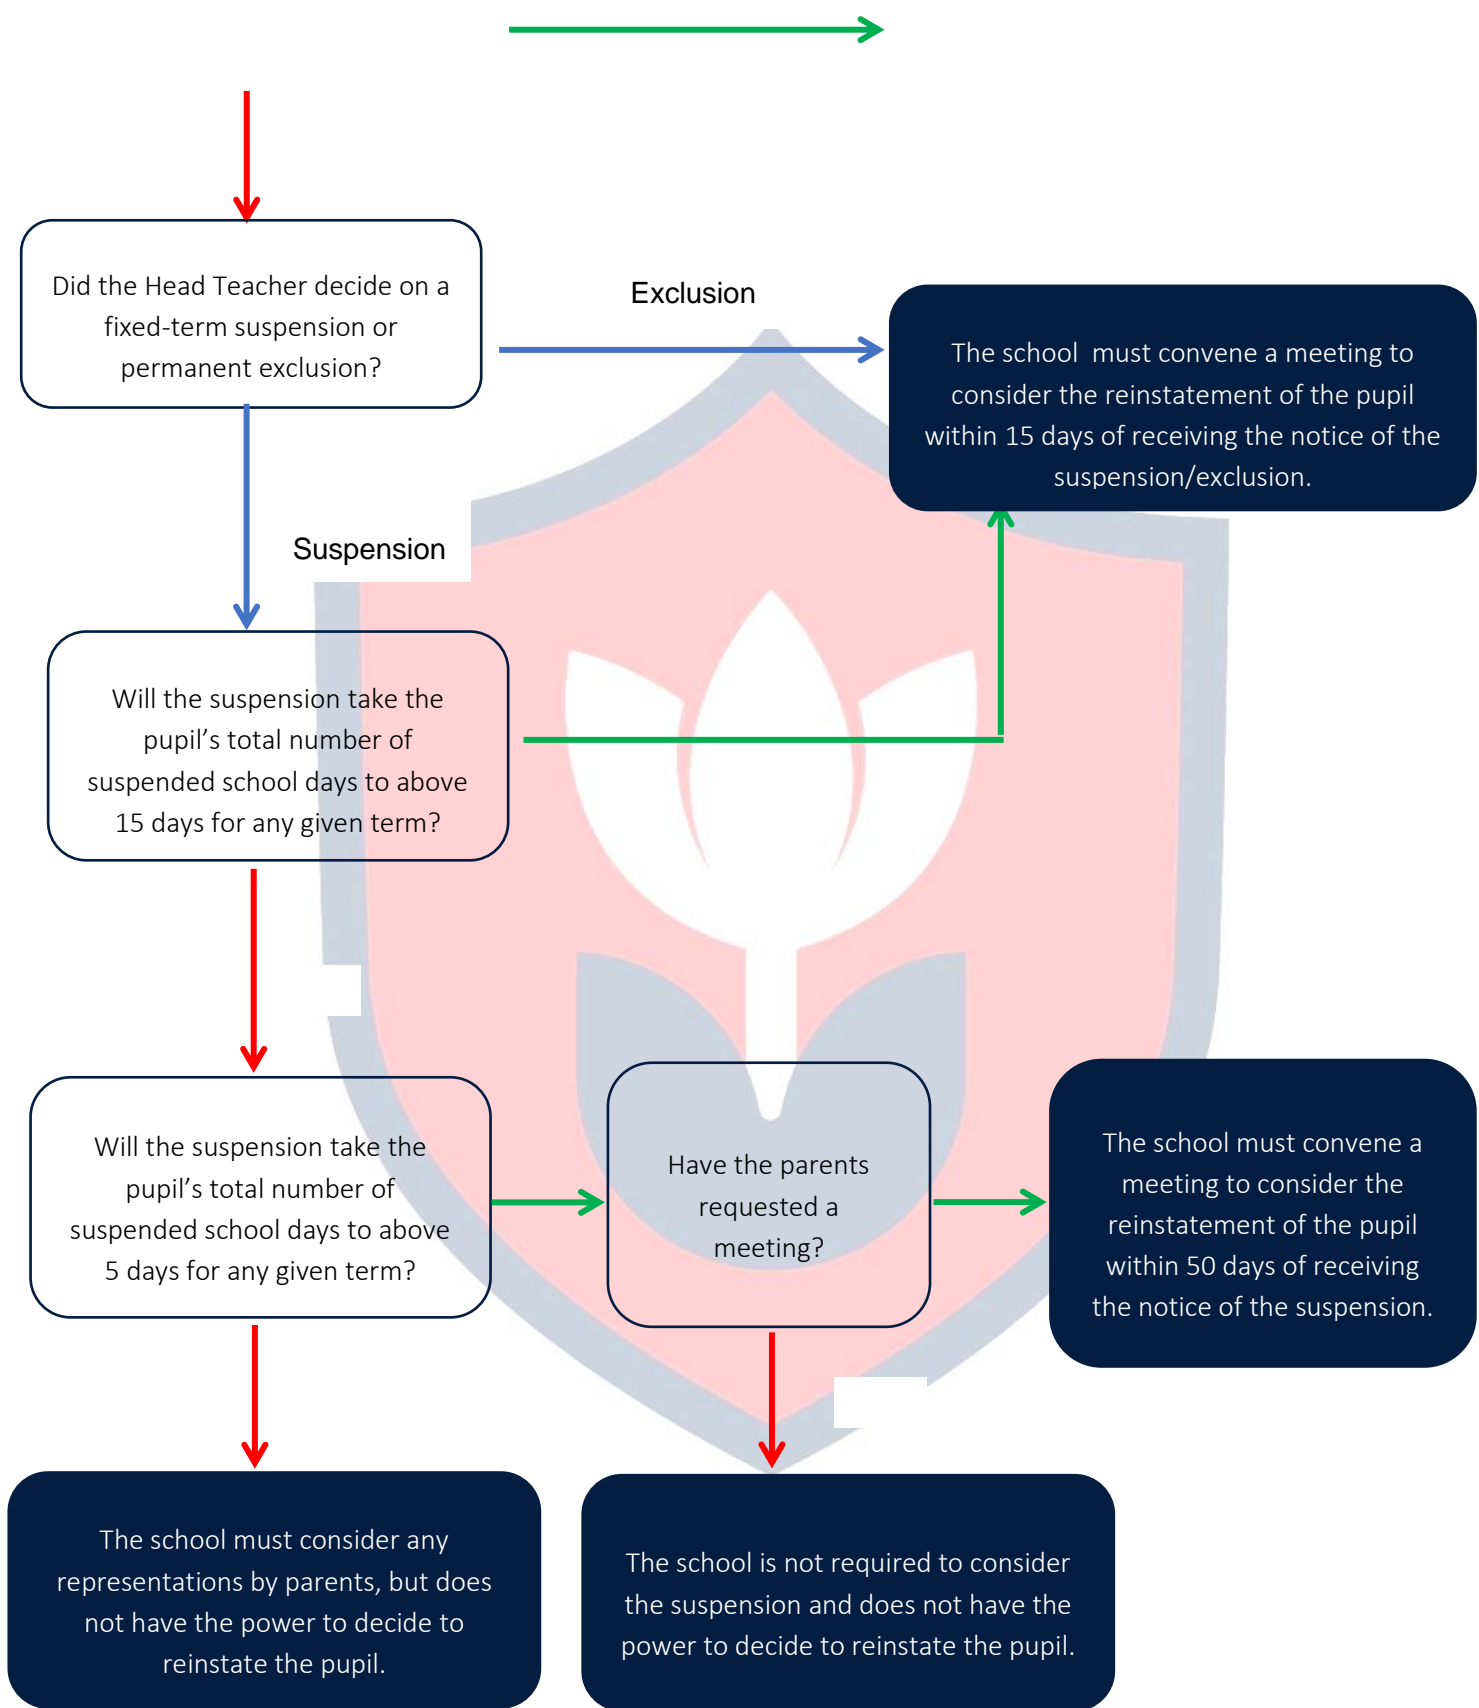 Did the Head Teacher decide on a
fixed-term suspension or
permanent exclusion?
Exclusion
The school must convene a meeting to
consider the reinstatement of the pupil
within 15 days of receiving the notice of the
suspension/exclusion.
Suspension
Will the suspension take the
pupil’s total number of
suspended school days to above
15 days for any given term?
Will the suspension take the
pupil’s total number of
suspended school days to above
5 days for any given term?
Have the parents
requested a
meeting?
The school must convene a
meeting to consider the
reinstatement of the pupil
within 50 days of receiving
the notice of the suspension.
The school must consider any
representations by parents, but does
not have the power to decide to
reinstate the pupil.
The school is not required to consider
the suspension and does not have the
power to decide to reinstate the pupil.